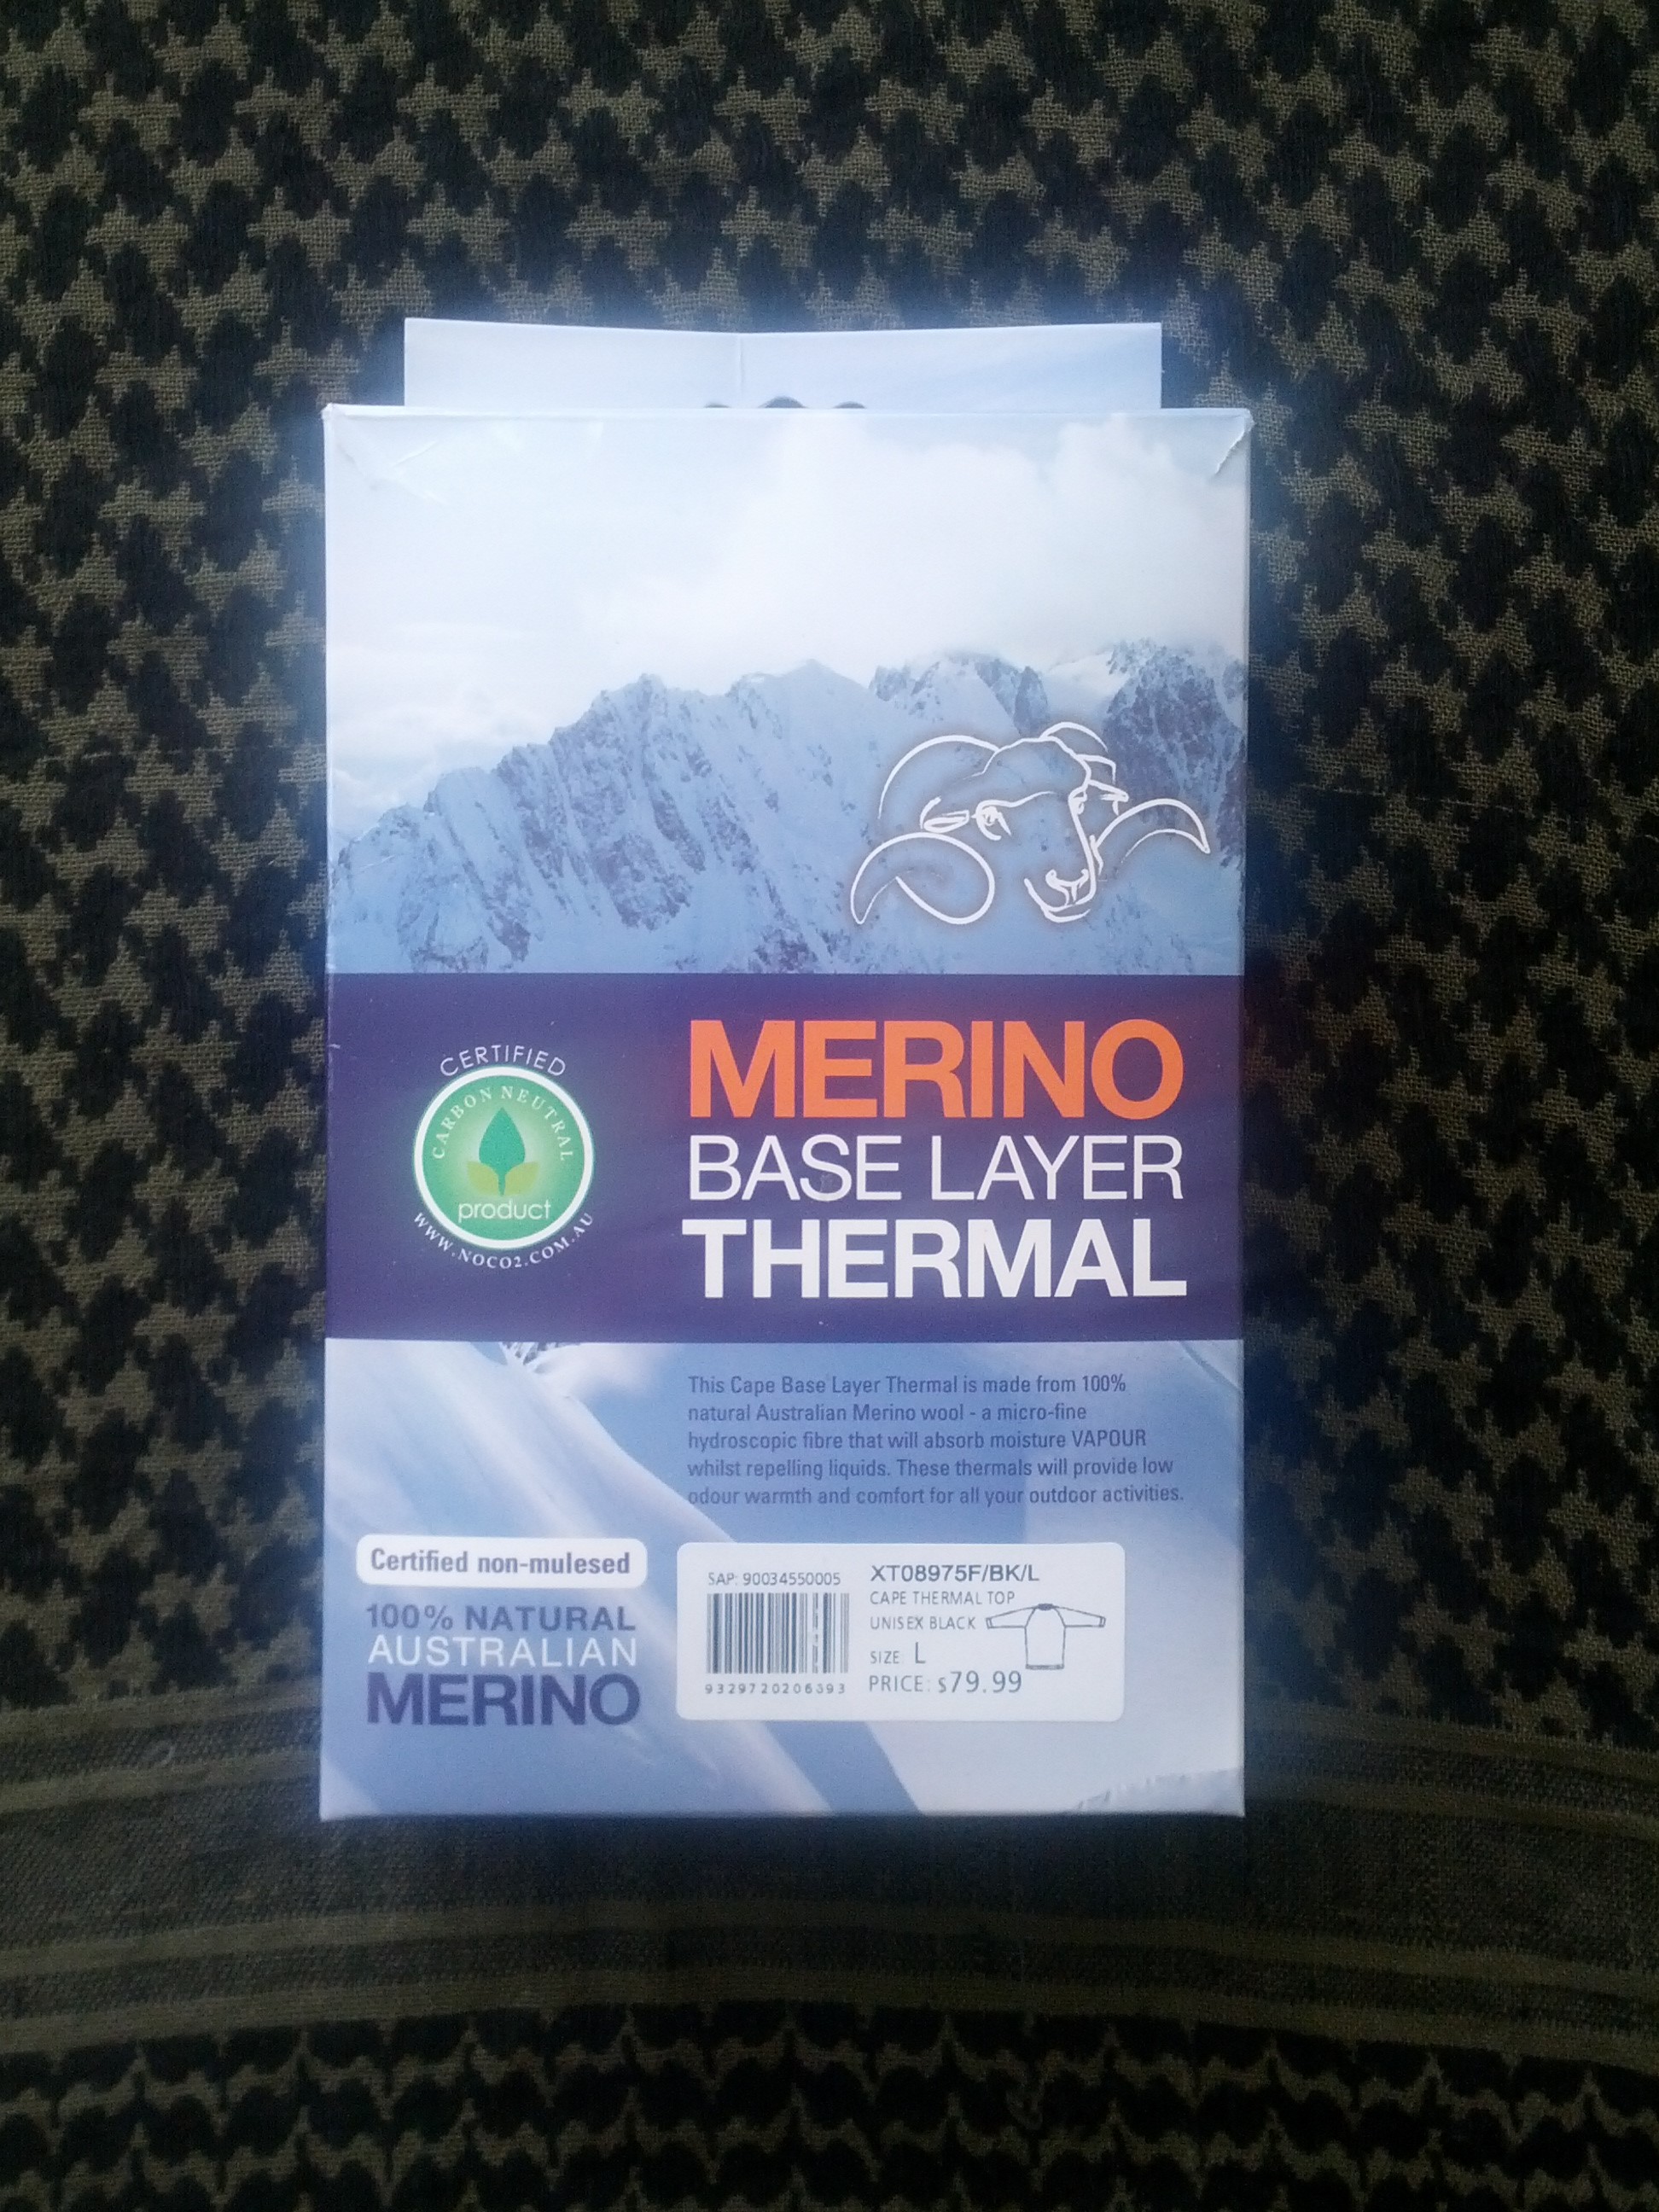 CERTIFIED
CARBON NEUTRAL
product
WWW.NOCO2.COM.AU
MERINO
BASE LAYER
THERMAL
This Cape Base Layer Thermal is made from 100%
natural Australian Merino wool - a micro-fine
hydroscopic fibre that will absorb moisture VAPOUR
whilst repelling liquids. These thermals will provide low
odour warmth and comfort for all your outdoor activities.
Certified non-mulesed
100% NATURAL
AUSTRALIAN
MERINO
SAP: 90034550005
9329720206393
XT08975F/BK/L
CAPE THERMAL TOP
UNISEX BLACK
SIZE: L
PRICE: $79.99